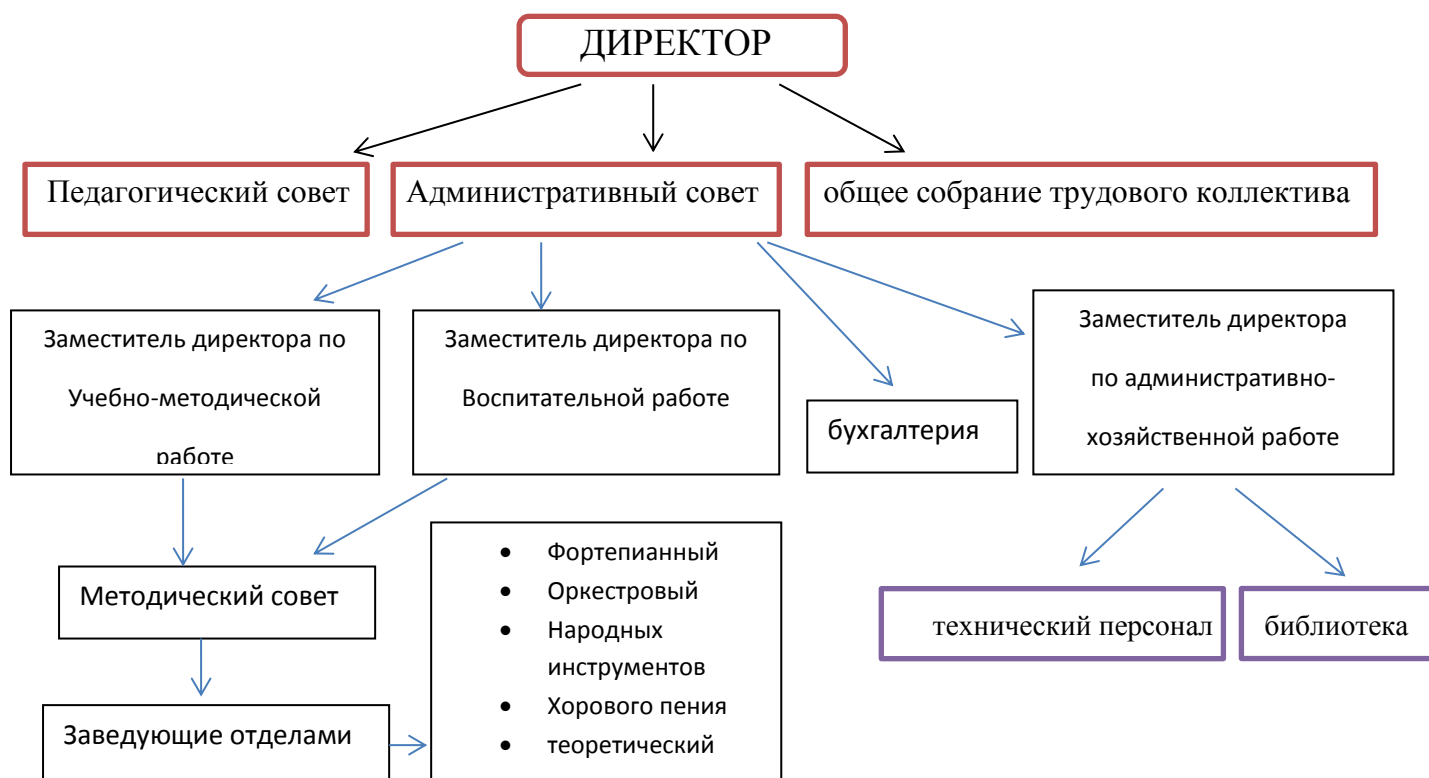 ДИРЕКТОР
Педагогический совет
Административный совет
общее собрание трудового коллектива
Заместитель директора по
Учебно-методической
работе
Заместитель директора по
Воспитательной работе
бухгалтерия
Заместитель директора
по административно-
хозяйственной работе
Методический совет
• Фортепианный
• Оркестровый
• Народных
инструментов
• Хорового пения
• теоретический
технический персонал
библиотека
Заведующие отделами